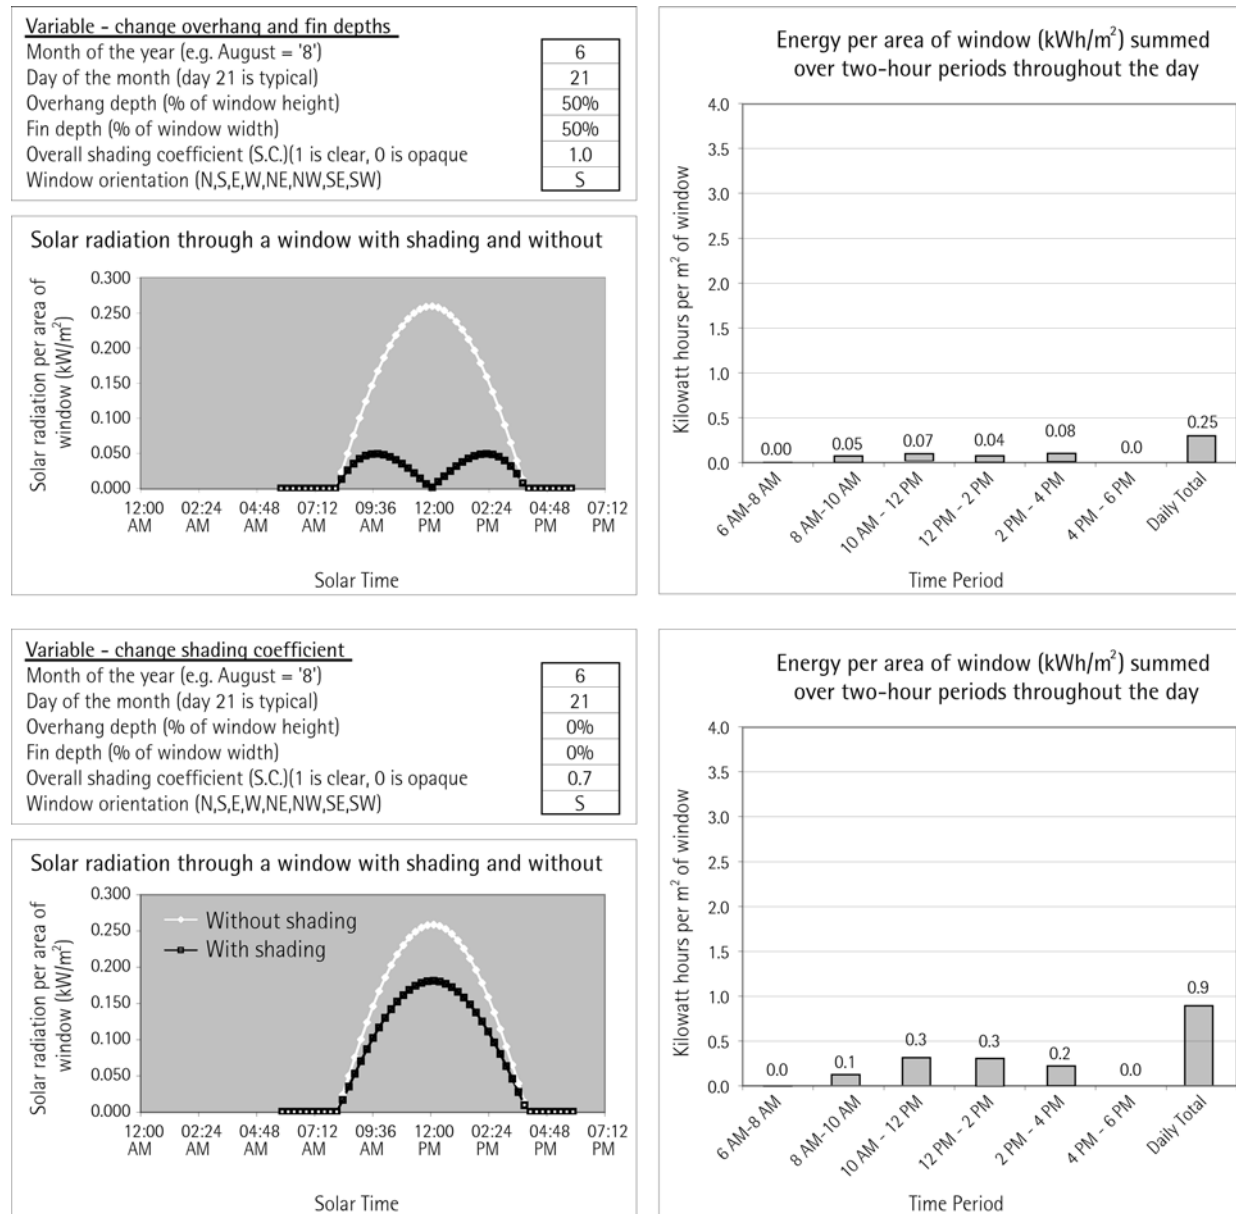 Variable - change overhang and fin depths
Month of the year (e.g. August = '8') 6
Day of the month (day 21 is typical) 21
Overhang depth (% of window height) 50%
Fin depth (% of window width) 50%
Overall shading coefficient (S.C.)(1 is clear, 0 is opaque 1.0
Window orientation (N,S,E,W,NE,NW,SE,SW) S
Solar radiation through a window with shading and without
Solar radiation per area of
window (kW/m²)
0.300
0.250
0.200
0.150
0.100
0.050
0.000
12:00 02:24 04:48 07:12 09:36 12:00 02:24 04:48 07:12
AM AM AM AM AM PM PM PM PM
Solar Time
Energy per area of window (kWh/m²) summed
over two-hour periods throughout the day
Kilowatt hours per m² of window
4.0
3.5
3.0
2.5
2.0
1.5
1.0
0.5
0.0
0.00 0.05 0.07 0.04 0.08 0.0 0.25
6 AM-8 AM
8 AM-10 AM
10 AM - 12 PM
12 PM - 2 PM
2 PM - 4 PM
4 PM - 6 PM
Daily Total
Time Period
Variable - change shading coefficient
Month of the year (e.g. August = '8') 6
Day of the month (day 21 is typical) 21
Overhang depth (% of window height) 0%
Fin depth (% of window width) 0%
Overall shading coefficient (S.C.)(1 is clear, 0 is opaque 0.7
Window orientation (N,S,E,W,NE,NW,SE,SW) S
Solar radiation through a window with shading and without
Solar radiation per area of
window (kW/m²)
0.300
0.250
0.200
0.150
0.100
0.050
0.000
Without shading
With shading
12:00 02:24 04:48 07:12 09:36 12:00 02:24 04:48 07:12
AM AM AM AM AM PM PM PM PM
Solar Time
Energy per area of window (kWh/m²) summed
over two-hour periods throughout the day
Kilowatt hours per m² of window
4.0
3.5
3.0
2.5
2.0
1.5
1.0
0.5
0.0
0.0 0.1 0.3 0.3 0.2 0.0 0.9
6 AM-8 AM
8 AM-10 AM
10 AM - 12 PM
12 PM - 2 PM
2 PM - 4 PM
4 PM - 6 PM
Daily Total
Time Period